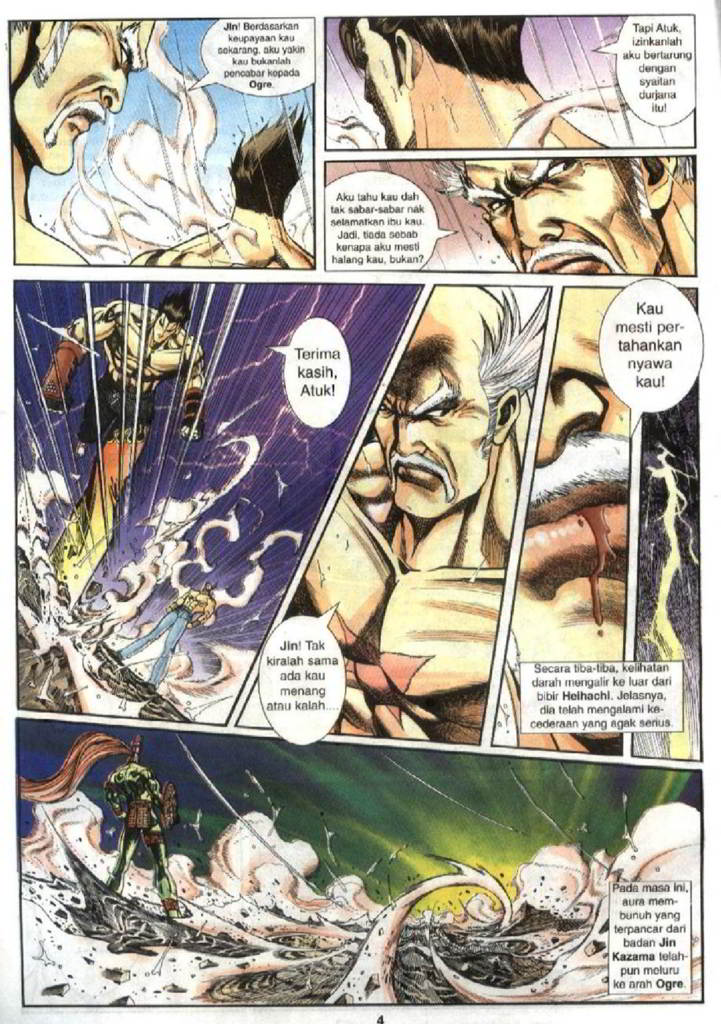 Jin! Berdasarkan
keupayaan kau
sekarang, aku yakin
kau bukanlah
pencabar kepada
Ogre.
Tapi Atuk,
izinkanlah
aku bertarung
dengan
syaitan
durjana
itu!
Aku tahu kau dah
tak sabar-sabar nak
selamatkan ibu kau.
Jadi, tiada sebab
kenapa aku mesti
halang kau, bukan?
Terima
kasih,
Atuk!
Jin! Tak
kiralah sama
ada kau
menang
atau kalah....
Kau
mesti per-
tahankan
nyawa
kau!
Secara tiba-tiba, kelihatan
darah mengalir ke luar dari
bibir Heihachi. Jelasnya,
dia telah mengalami ke-
cederaan yang agak serius.
Pada masa ini,
aura mem-
bunuh yang
terpancar dari
badan Jin
Kazama telah-
pun meluru
ke arah Ogre.
4